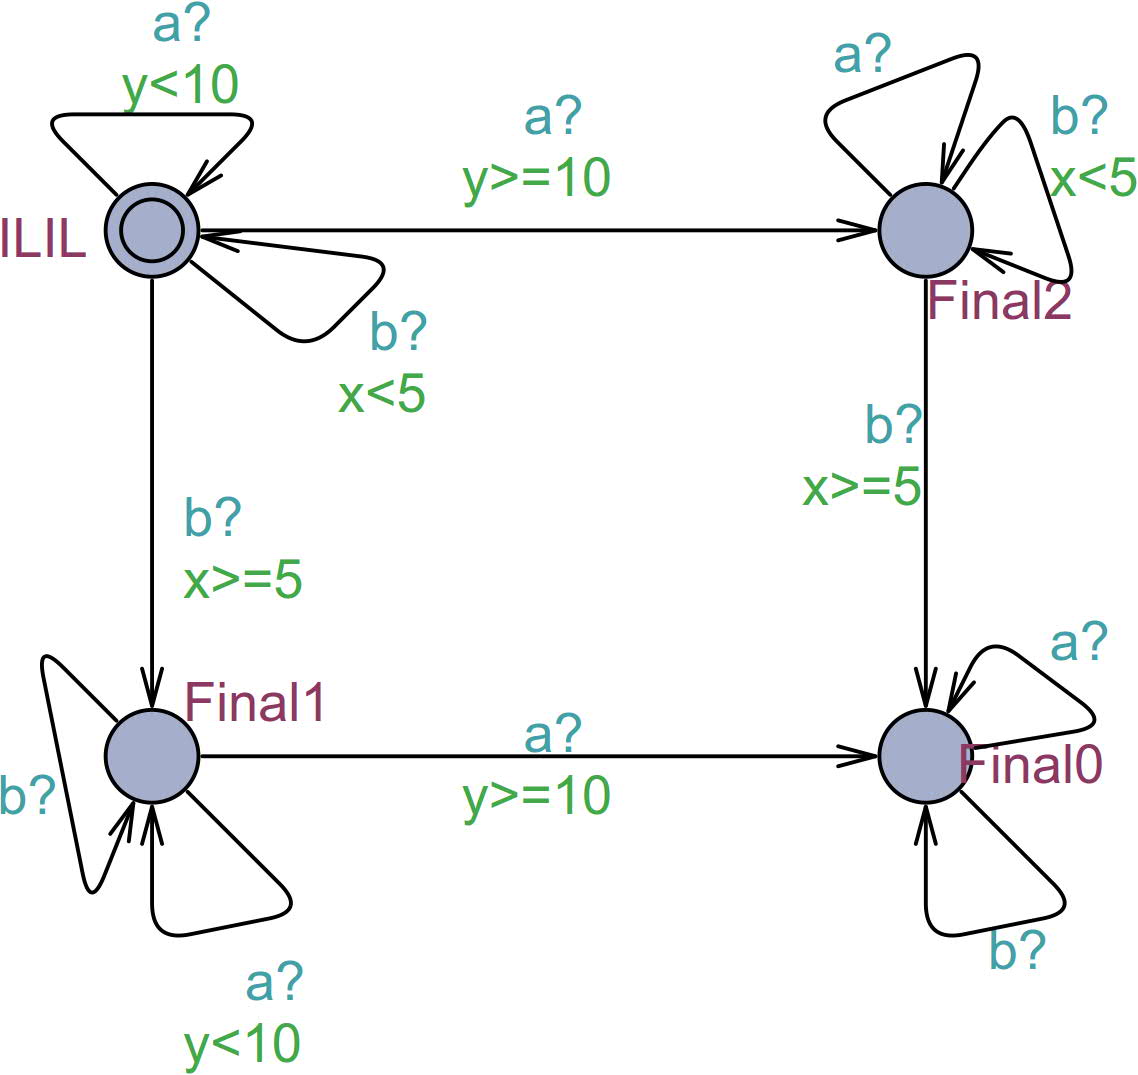 a?
y<10
a?
y>=10
a?
b?
x<5
ILIL
b?
x<5
Final2
b?
x>=5
b?
x>=5
Final1
a?
y>=10
a?
Final0
b?
a?
y<10
b?